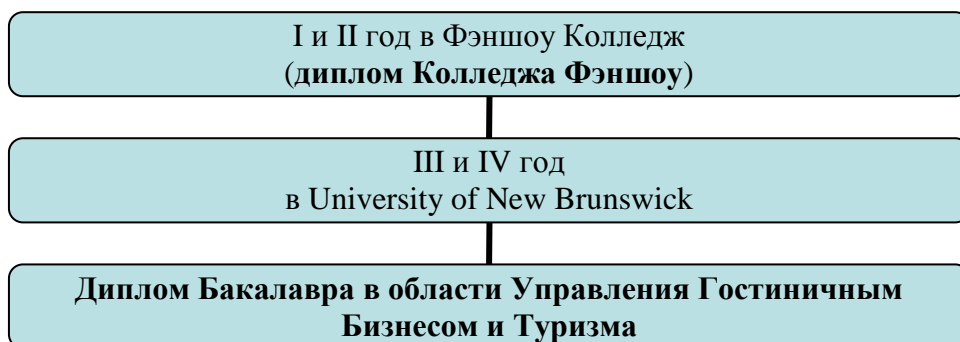 I и II год в Фэншоу Колледж
(диплом Колледжа Фэншоу)
III и IV год
в University of New Brunswick
Диплом Бакалавра в области Управления Гостиничным
Бизнесом и Туризма